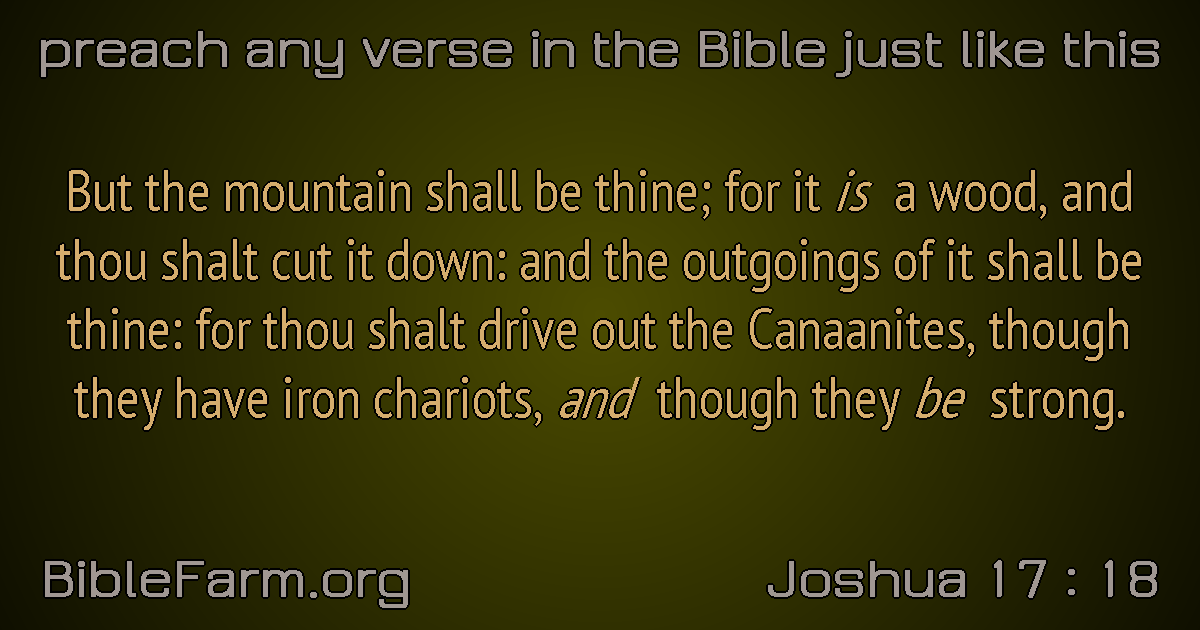 preach any verse in the Bible just like this
But the mountain shall be thine; for it is a wood, and
thou shalt cut it down: and the outgoings of it shall be
thine: for thou shalt drive out the Canaanites, though
they have iron chariots, and though they be strong.
BibleFarm.org
Joshua 17 : 18